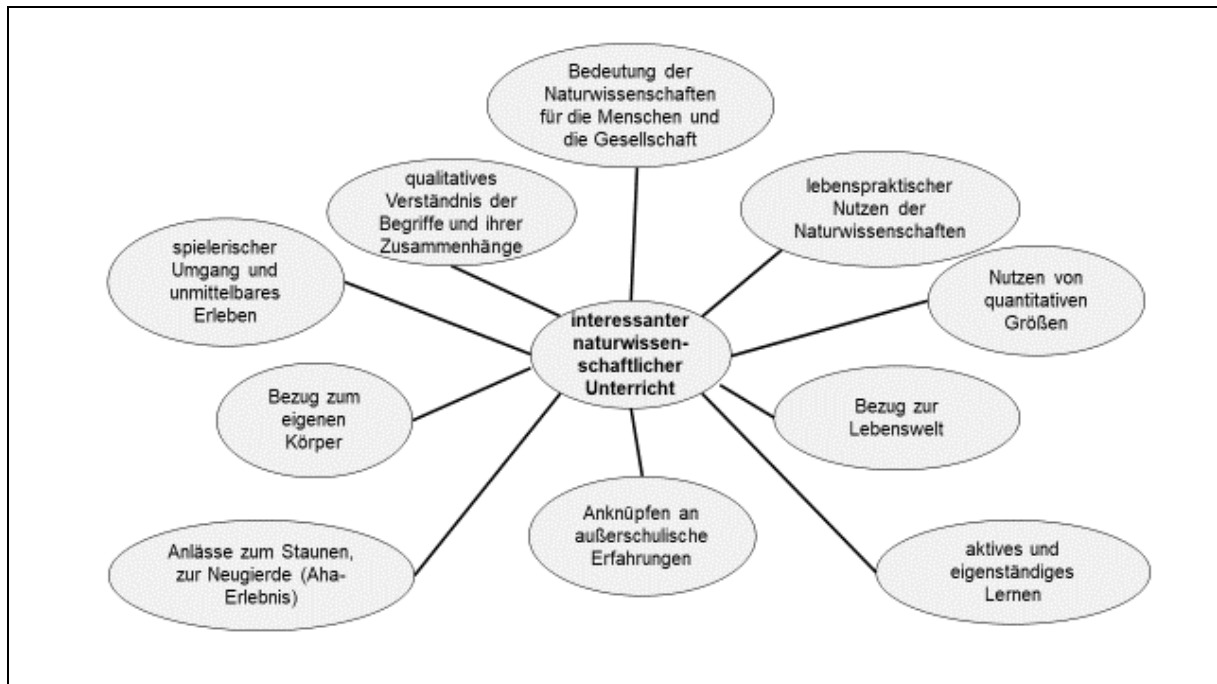 Bedeutung der
Naturwissenschaften
für die Menschen und
die Gesellschaft
qualitatives
Verständnis der
Begriffe und ihrer
Zusammenhänge
lebenspraktischer
Nutzen der
Naturwissenschaften
spielerischer
Umgang und
unmittelbares
Erleben
Nutzen von
quantitativen
Größen
interessanter
naturwissen-
schaftlicher
Unterricht
Bezug zum
eigenen
Körper
Bezug zur
Lebenswelt
Anlässe zum Staunen,
zur Neugierde (Aha-
Erlebnis)
Anknüpfen an
außerschulische
Erfahrungen
aktives und
eigenständiges
Lernen